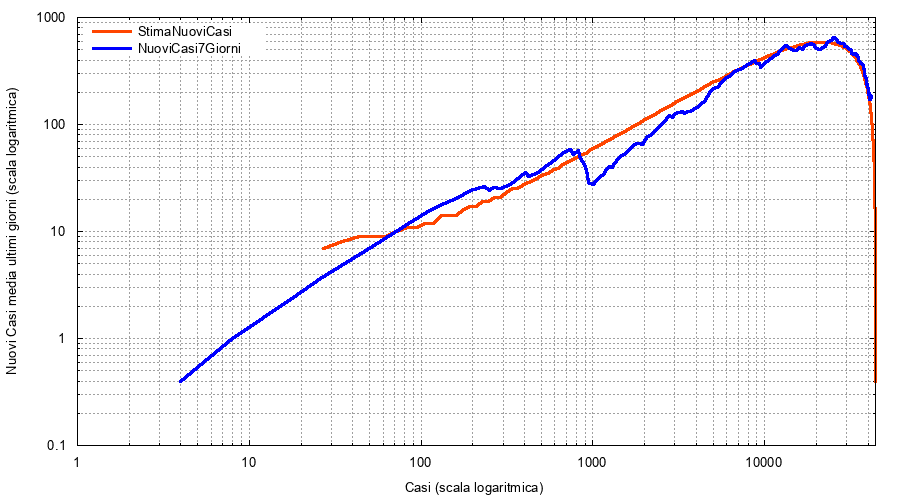 1000
StimaNuoviCasi
NuoviCasi7Giorni
100
10
1
0.1
Nuovi Casi media ultimi giorni (scala logaritmica)
1
10
100
1000
10000
Casi (scala logaritmica)